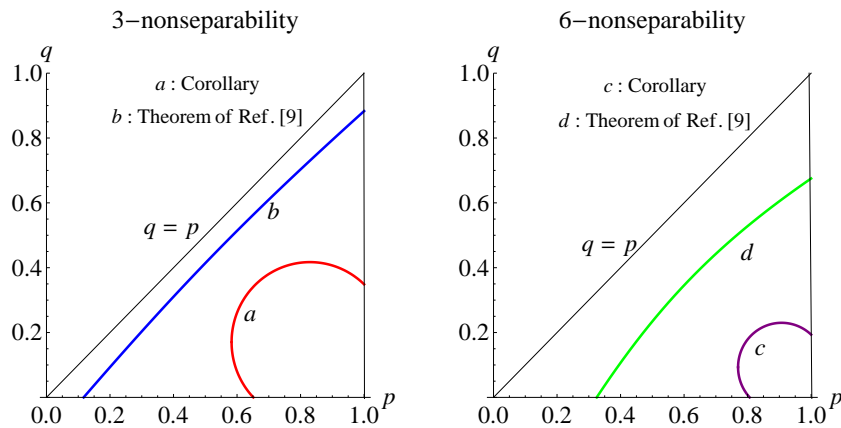 3−nonseparability
q
1.0
a : Corollary
b : Theorem of Ref. [9]
0.8
0.6
q = p
b
0.4
a
0.2
p
0.0 0.2 0.4 0.6 0.8 1.0
6−nonseparability
q
1.0
c : Corollary
d : Theorem of Ref. [9]
0.8
0.6
q = p
d
0.4
0.2
c
p
0.0 0.2 0.4 0.6 0.8 1.0